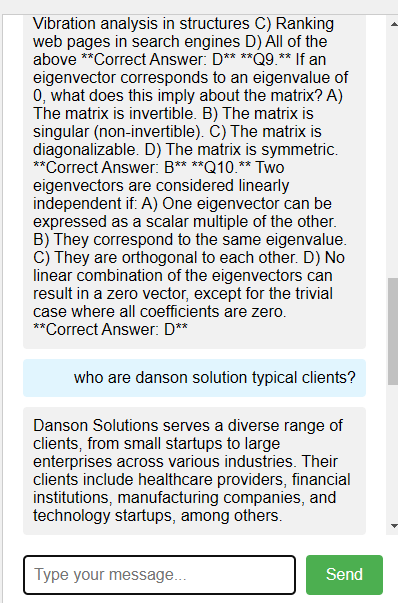 Vibration analysis in structures C) Ranking
web pages in search engines D) All of the
above **Correct Answer: D** **Q9.** If an
eigenvector corresponds to an eigenvalue of
0, what does this imply about the matrix? A)
The matrix is invertible. B) The matrix is
singular (non-invertible). C) The matrix is
diagonalizable. D) The matrix is symmetric.
**Correct Answer: B** **Q10.** Two
eigenvectors are considered linearly
independent if: A) One eigenvector can be
expressed as a scalar multiple of the other.
B) They correspond to the same eigenvalue.
C) They are orthogonal to each other. D) No
linear combination of the eigenvectors can
result in a zero vector, except for the trivial
case where all coefficients are zero.
**Correct Answer: D**
who are danson solution typical clients?
Danson Solutions serves a diverse range of
clients, from small startups to large
enterprises across various industries. Their
clients include healthcare providers, financial
institutions, manufacturing companies, and
technology startups, among others.
Type your message...
Send